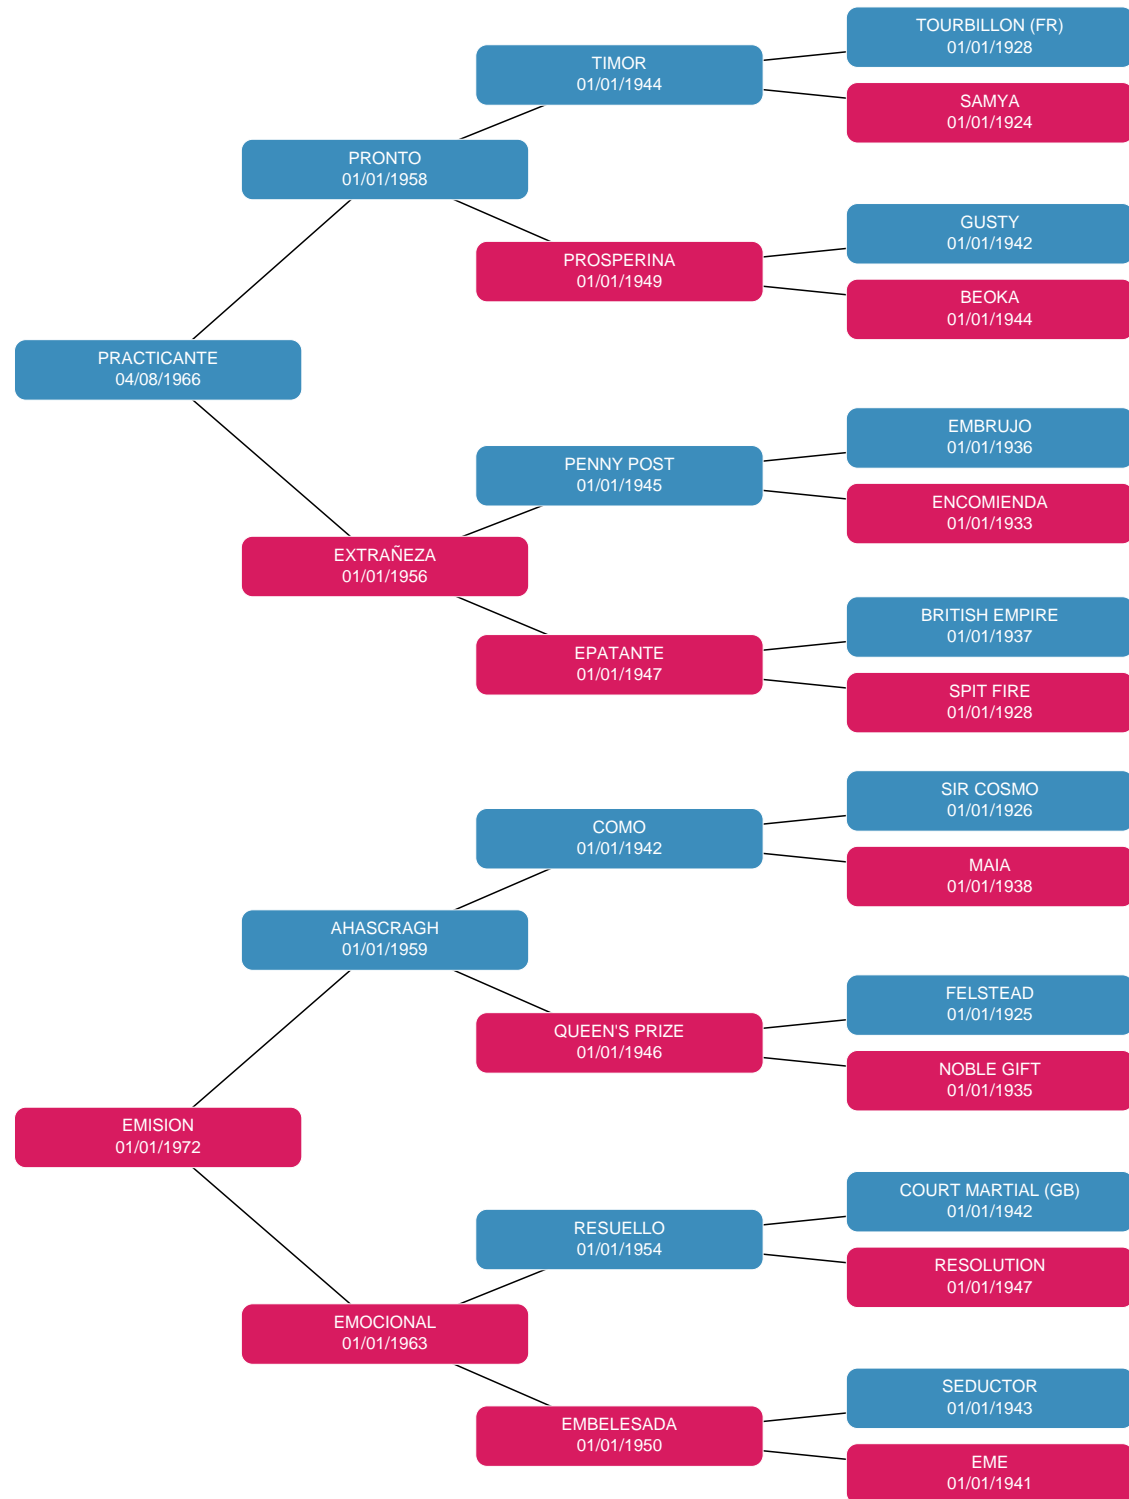 TOURBILLON (FR)
01/01/1928
TIMOR
01/01/1944
SAMYA
01/01/1924
PRONTO
01/01/1958
GUSTY
01/01/1942
PROSPERINA
01/01/1949
BEOKA
01/01/1944
PRACTICANTE
04/08/1966
EMBRUJO
01/01/1936
PENNY POST
01/01/1945
ENCOMIENDA
01/01/1933
EXTRAÑEZA
01/01/1956
BRITISH EMPIRE
01/01/1937
EPATANTE
01/01/1947
SPIT FIRE
01/01/1928
SIR COSMO
01/01/1926
COMO
01/01/1942
MAIA
01/01/1938
AHASCRAGH
01/01/1959
FELSTEAD
01/01/1925
QUEEN'S PRIZE
01/01/1946
NOBLE GIFT
01/01/1935
EMISION
01/01/1972
COURT MARTIAL (GB)
01/01/1942
RESUELLO
01/01/1954
RESOLUTION
01/01/1947
EMOCIONAL
01/01/1963
SEDUCTOR
01/01/1943
EMBELESADA
01/01/1950
EME
01/01/1941